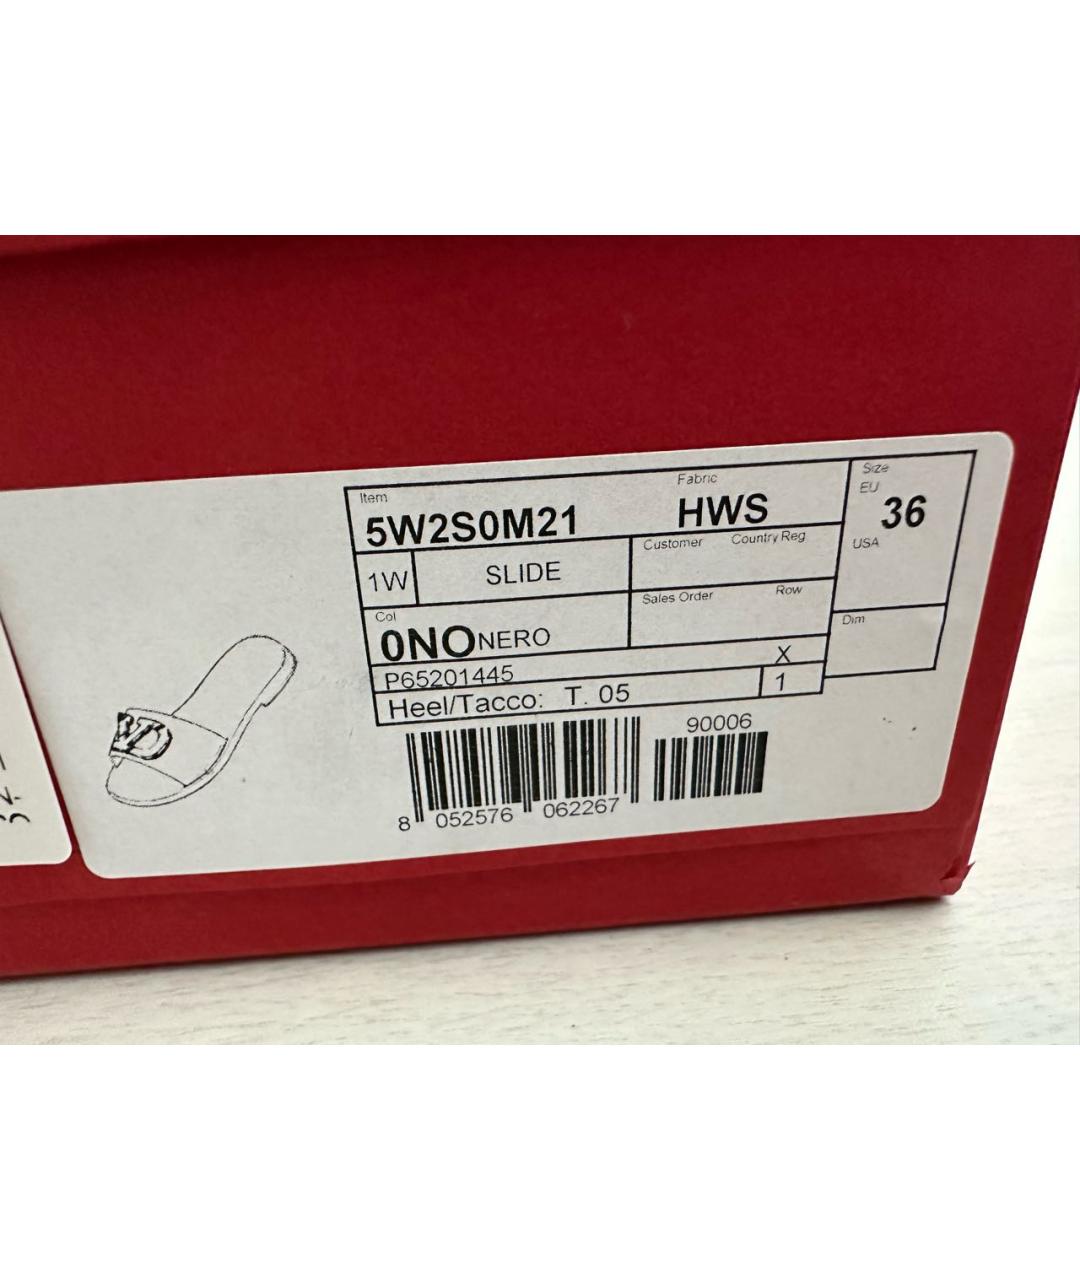 Item
Fabric
5W2S0M21 HWS
Size
EU
36
USA
1W SLIDE
Customer Country Reg
Sales Order Row
Col
0NO NERO
Dim
P65201445 X
Heel/Tacco: T. 05 1
90006
8 052576 062267